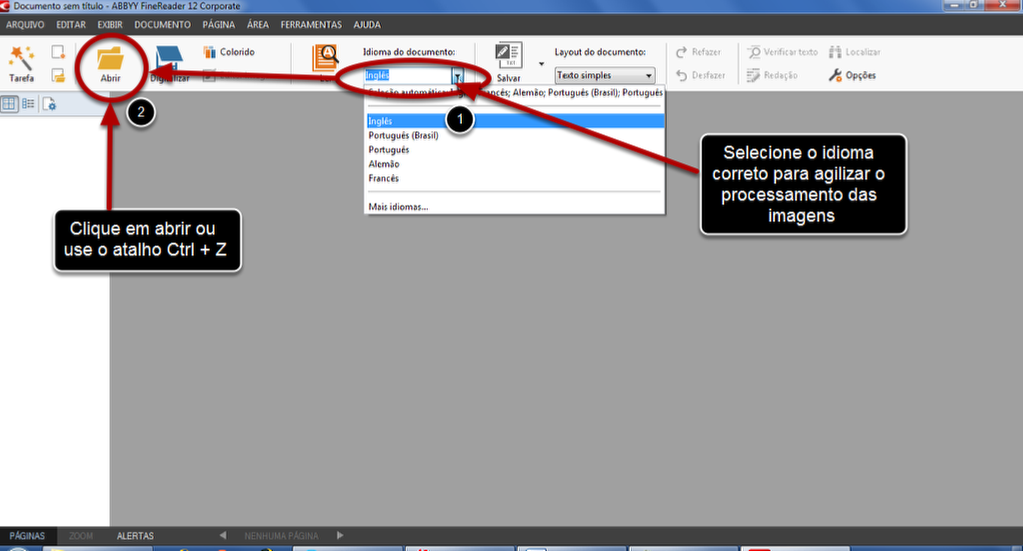 Documento sem título - ABBYY FineReader 12 Corporate
ARQUIVO EDITAR EXIBIR DOCUMENTO PÁGINA ÁREA FERRAMENTAS AJUDA
Tarefa
Abrir
Digitalizar
Colorido
Idioma do documento:
Inglês
Salvar
Layout do documento:
Texto simples
Refazer
Desfazer
Verificar texto
Redação
Localizar
Opções
Seleção automática: Francés; Alemão; Português (Brasil); Português
Inglês
Português (Brasil)
Português
Alemão
Francés
Mais idiomas...
1
2
Selecione o idioma
correto para agilizar o
processamento das
imagens
Clique em abrir ou
use o atalho Ctrl + Z
PÁGINAS ZOOM ALERTAS NENHUMA PÁGINA